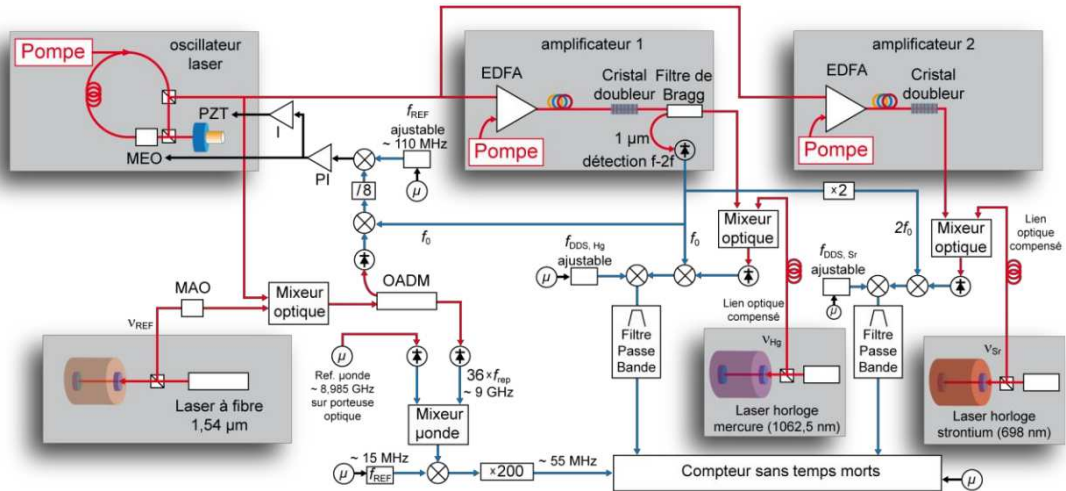 oscillateur
laser
Pompe
PZT
I
MEO
PI
f_REF
ajustable
~ 110 MHz
µ
/8
f_0
amplificateur 1
EDFA
Cristal
doubleur
Filtre de
Bragg
Pompe
1 µm
détection f-2f
amplificateur 2
EDFA
Cristal
doubleur
Pompe
×2
2f_0
Mixeur
optique
Lien
optique
compensé
Mixeur
optique
f_0
f_DDS, Hg
ajustable
µ
f_DDS, Sr
ajustable
µ
MAO
Mixeur
optique
OADM
ν_REF
Laser à fibre
1,54 µm
µ
Ref. µonde
~ 8,985 GHz
sur porteuse
optique
36 × f_rep
~ 9 GHz
Mixeur
µonde
Filtre
Passe
Bande
Lien optique
compensé
ν_Hg
Laser horloge
mercure (1062,5 nm)
Filtre
Passe
Bande
ν_Sr
Laser horloge
strontium (698 nm)
~ 15 MHz
µ
f_REF
×200
~ 55 MHz
Compteur sans temps morts
µ